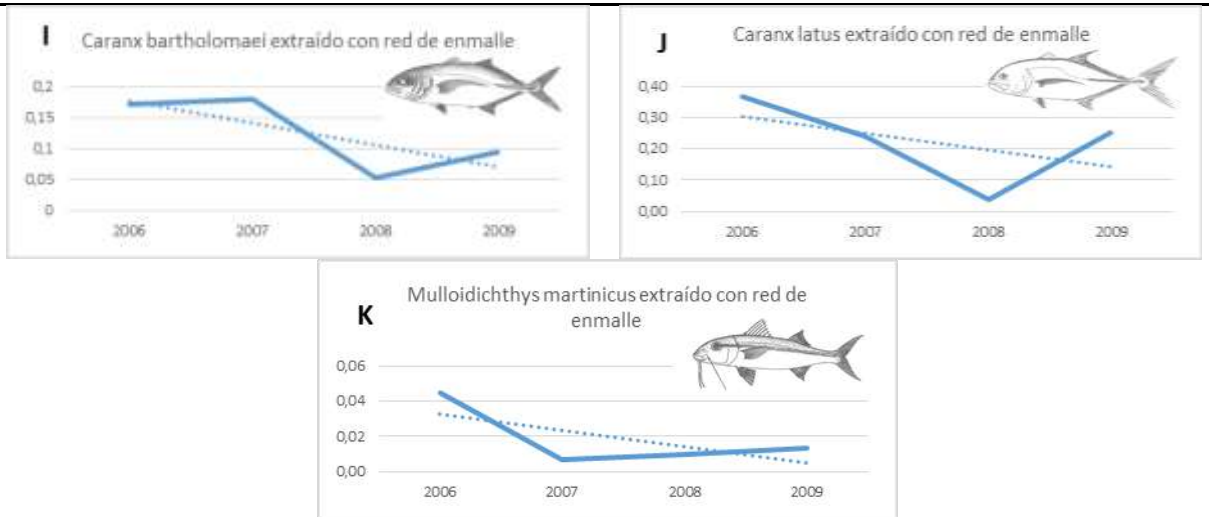 I
Caranx bartholomaei extraído con red de enmalle
0,2
0,15
0,1
0,05
0
2006 2007 2008 2009
J
Caranx latus extraído con red de enmalle
0,40
0,30
0,20
0,10
0,00
2006 2007 2008 2009
K
Mulloidichthys martinicus extraído con red de
enmalle
0,06
0,04
0,02
0,00
2006 2007 2008 2009